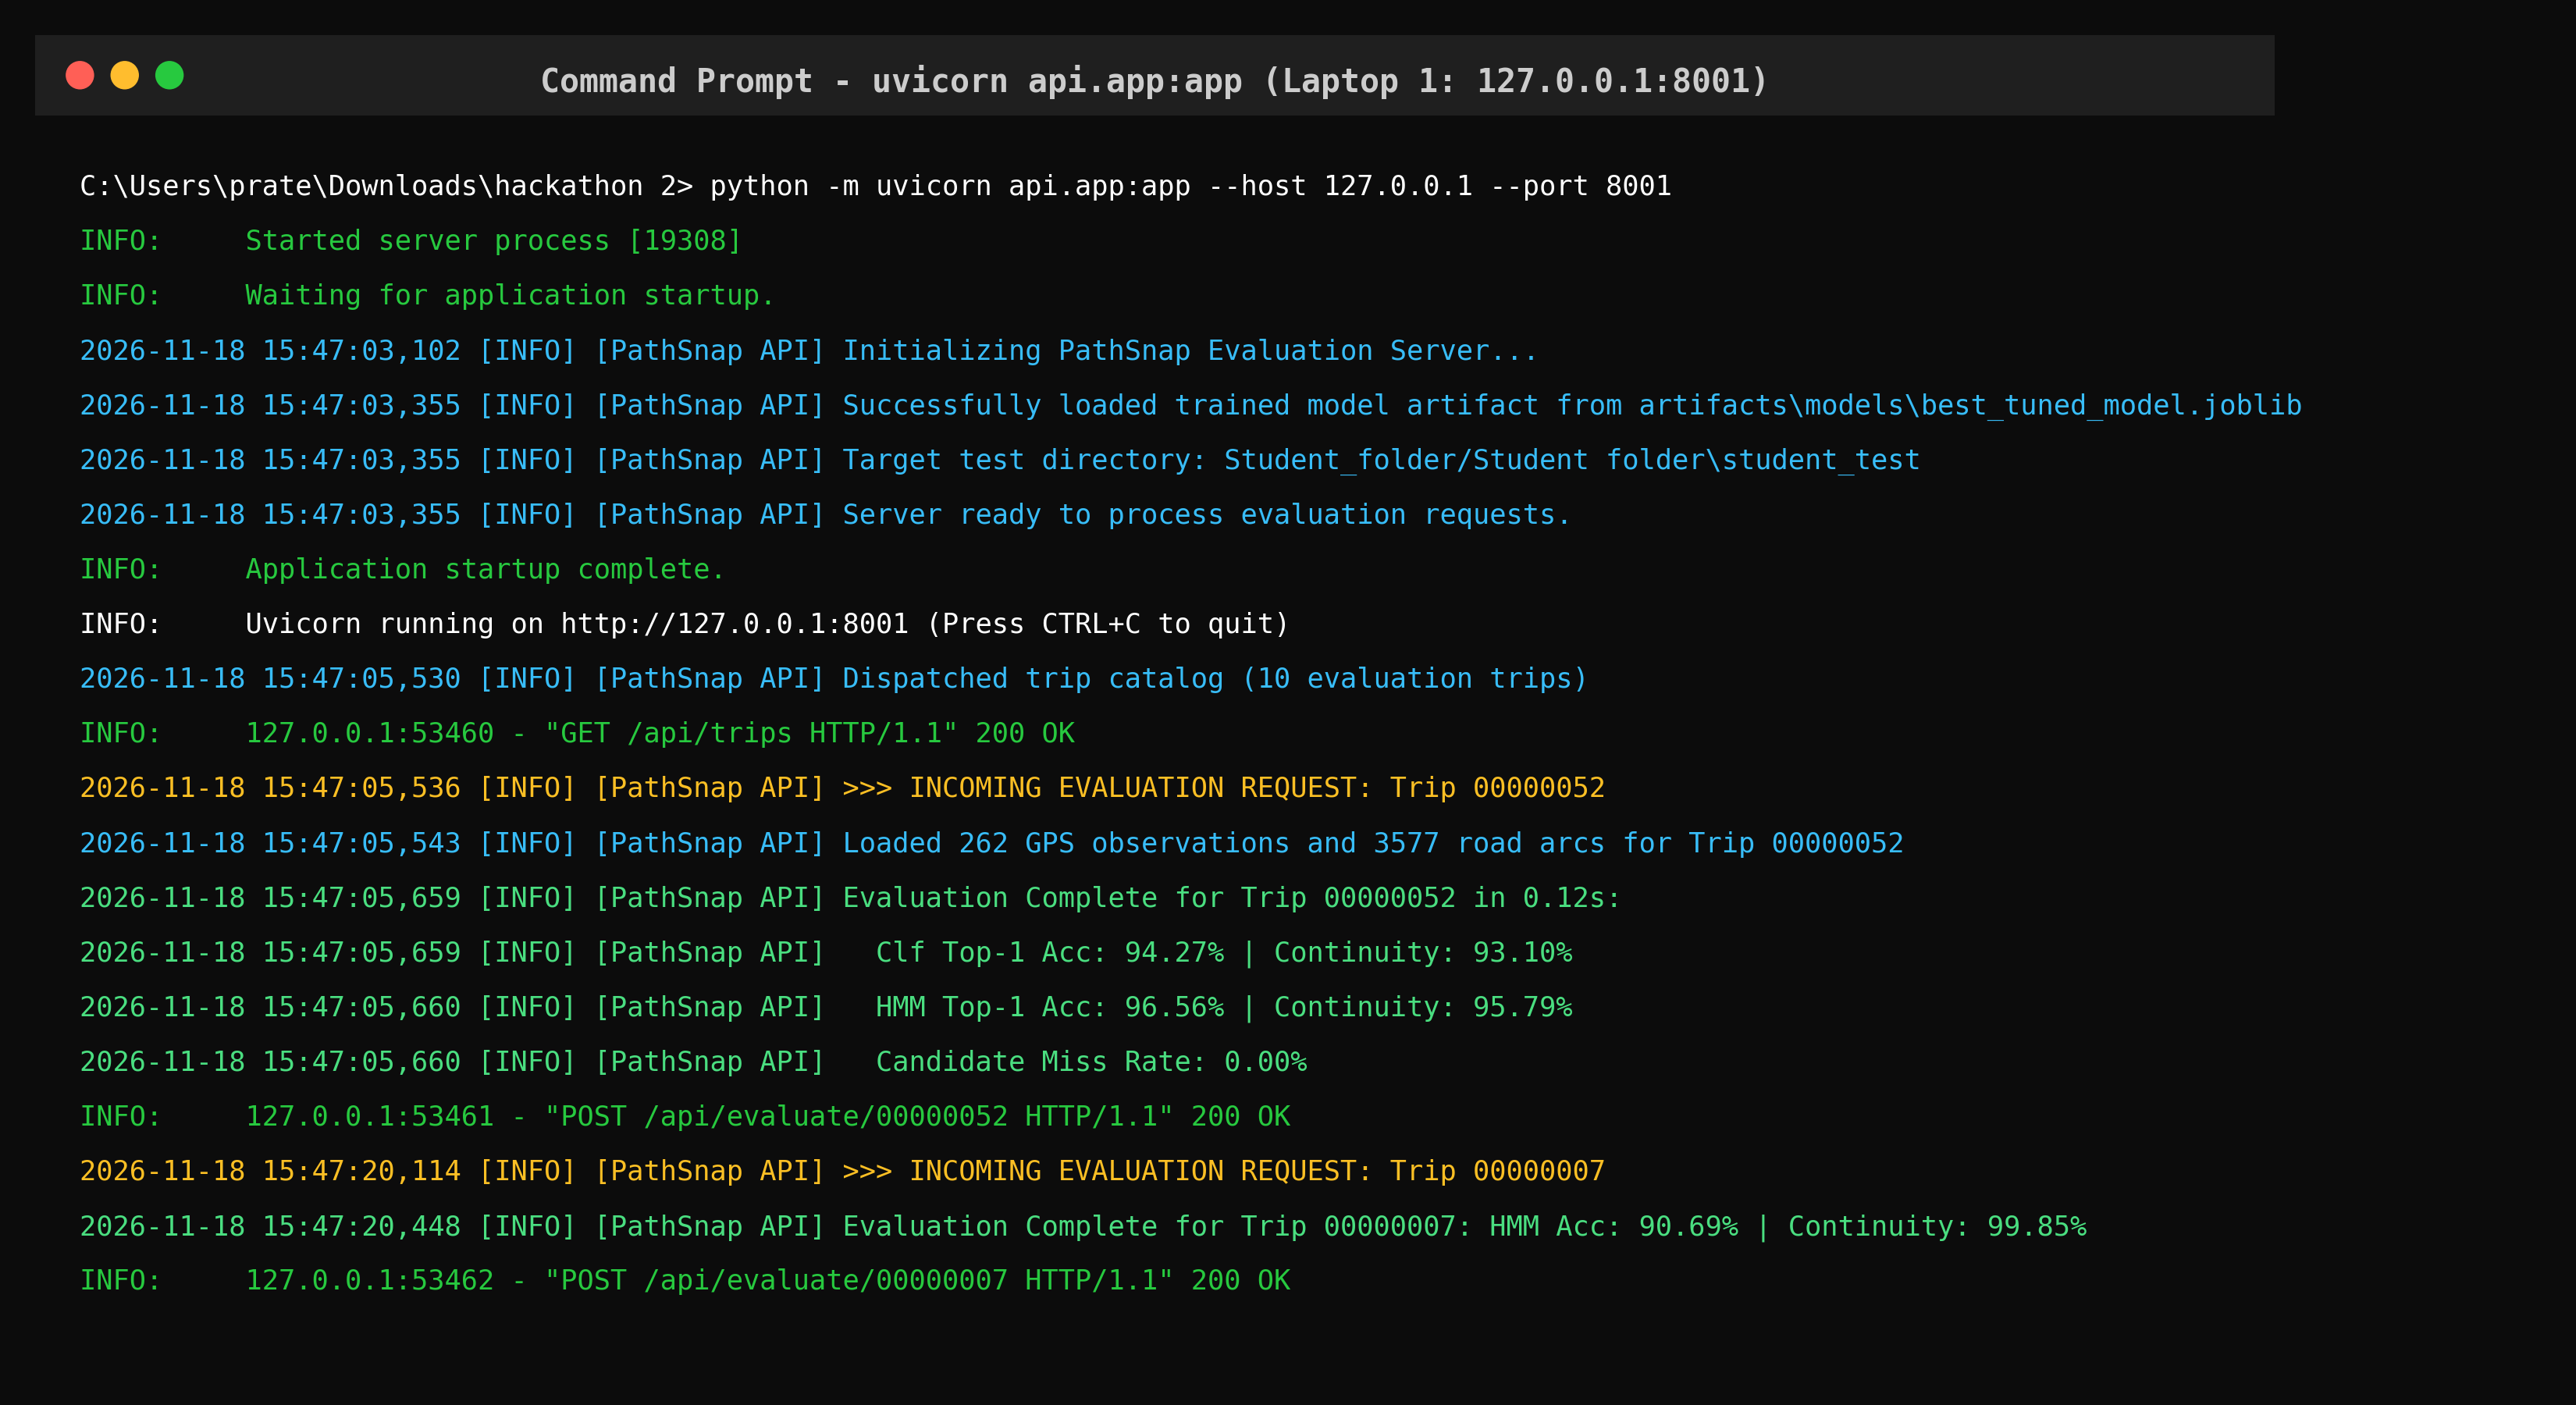 Command Prompt - uvicorn api.app:app (Laptop 1: 127.0.0.1:8001)
C:\Users\prate\Downloads\hackathon 2> python -m uvicorn api.app:app --host 127.0.0.1 --port 8001
INFO:     Started server process [19308]
INFO:     Waiting for application startup.
2026-11-18 15:47:03,102 [INFO] [PathSnap API] Initializing PathSnap Evaluation Server...
2026-11-18 15:47:03,355 [INFO] [PathSnap API] Successfully loaded trained model artifact from artifacts\models\best_tuned_model.joblib
2026-11-18 15:47:03,355 [INFO] [PathSnap API] Target test directory: Student_folder/Student folder\student_test
2026-11-18 15:47:03,355 [INFO] [PathSnap API] Server ready to process evaluation requests.
INFO:     Application startup complete.
INFO:     Uvicorn running on http://127.0.0.1:8001 (Press CTRL+C to quit)
2026-11-18 15:47:05,530 [INFO] [PathSnap API] Dispatched trip catalog (10 evaluation trips)
INFO:     127.0.0.1:53460 - "GET /api/trips HTTP/1.1" 200 OK
2026-11-18 15:47:05,536 [INFO] [PathSnap API] >>> INCOMING EVALUATION REQUEST: Trip 00000052
2026-11-18 15:47:05,543 [INFO] [PathSnap API] Loaded 262 GPS observations and 3577 road arcs for Trip 00000052
2026-11-18 15:47:05,659 [INFO] [PathSnap API] Evaluation Complete for Trip 00000052 in 0.12s:
2026-11-18 15:47:05,659 [INFO] [PathSnap API]   Clf Top-1 Acc: 94.27% | Continuity: 93.10%
2026-11-18 15:47:05,660 [INFO] [PathSnap API]   HMM Top-1 Acc: 96.56% | Continuity: 95.79%
2026-11-18 15:47:05,660 [INFO] [PathSnap API]   Candidate Miss Rate: 0.00%
INFO:     127.0.0.1:53461 - "POST /api/evaluate/00000052 HTTP/1.1" 200 OK
2026-11-18 15:47:20,114 [INFO] [PathSnap API] >>> INCOMING EVALUATION REQUEST: Trip 00000007
2026-11-18 15:47:20,448 [INFO] [PathSnap API] Evaluation Complete for Trip 00000007: HMM Acc: 90.69% | Continuity: 99.85%
INFO:     127.0.0.1:53462 - "POST /api/evaluate/00000007 HTTP/1.1" 200 OK